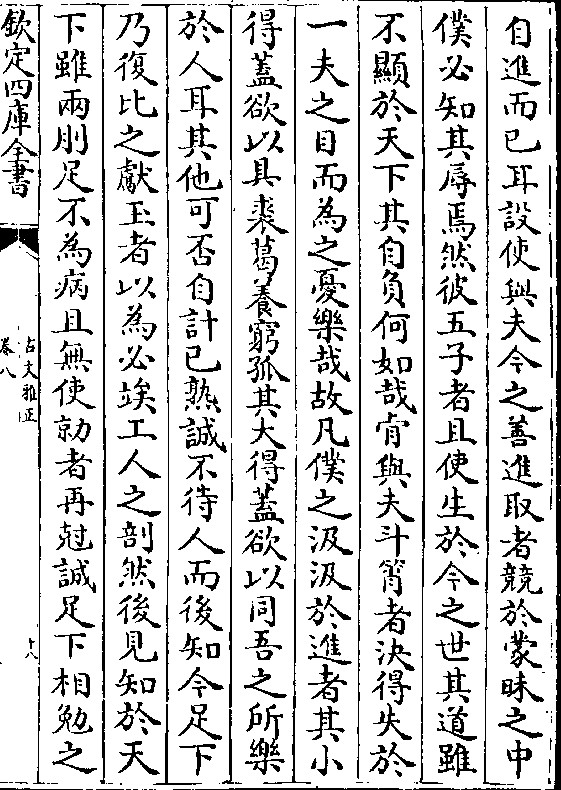 自進而已耳設使與夫今之善進取者競於蒙昧之中
僕必知其辱焉然彼五子者且使生於今之世其道雖
不顯於天下其自負何如哉肯與夫斗筲者決得失於
一夫之目而為之憂樂哉故凡僕之汲汲於進者其小
得蓋欲以具裘葛養窮孤其大得蓋欲以同吾之所樂
於人耳其他可否自計已熟誠不待人而後知今足下
乃復比之獻玉者以為必竢工人之剖然後見知於天
下雖兩刖足不為病且無使勍者再尅誠足下相勉之
欽定四庫全書
古文雅正
卷八
十八